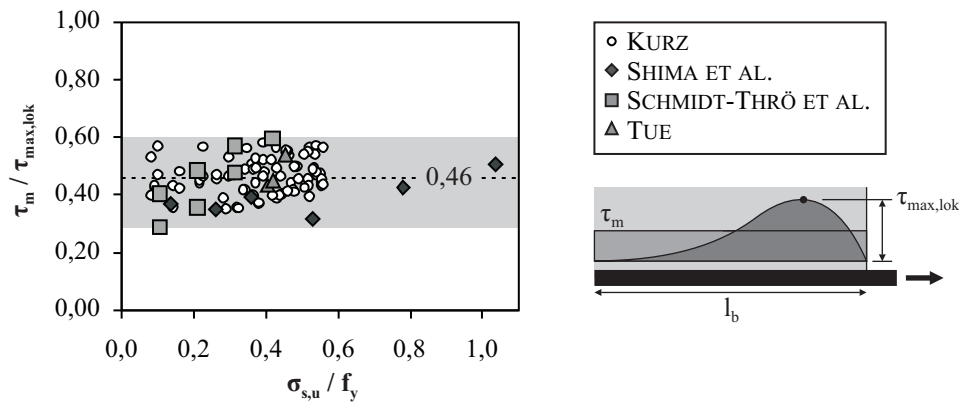 1,00
0,80
0,60
0,40
0,20
0,00
τm / τmax,lok
0,46
0,0 0,2 0,4 0,6 0,8 1,0
σs,u / fy
KURZ
SHIMA ET AL.
SCHMIDT-THRÖ ET AL.
TUE
τm
τmax,lok
lb